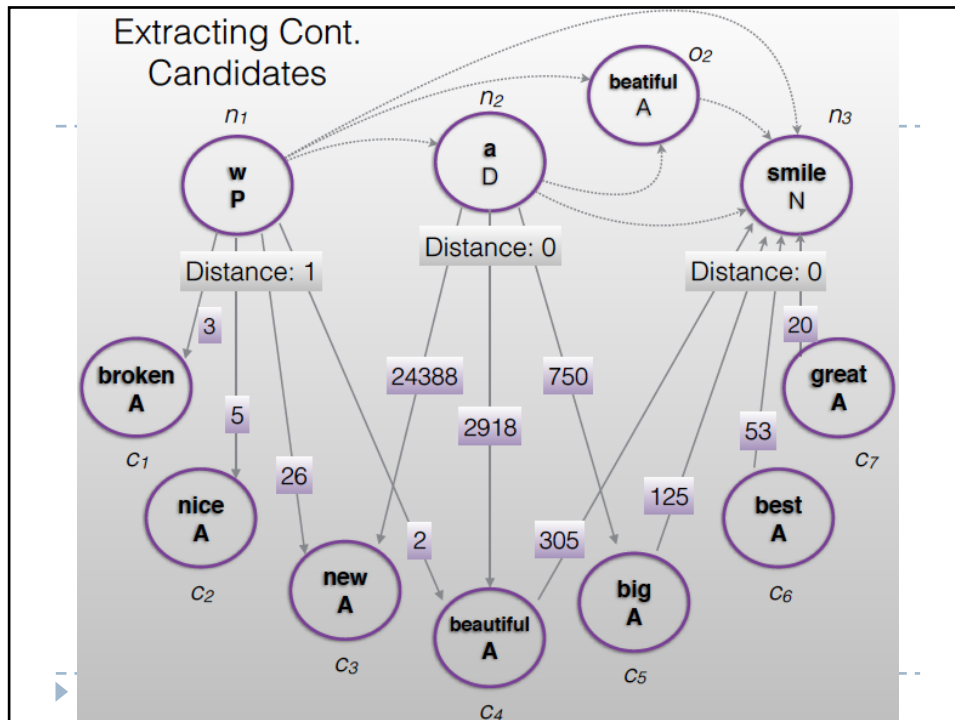 Extracting Cont.
Candidates
o2
beatiful
A
n1
n2
n3
w
P
a
D
smile
N
Distance: 1
Distance: 0
Distance: 0
3
24388
750
20
broken
A
great
A
5
2918
53
c1
c7
26
125
nice
A
2
305
best
A
new
A
big
A
c2
c6
beautiful
A
c3
c5
c4